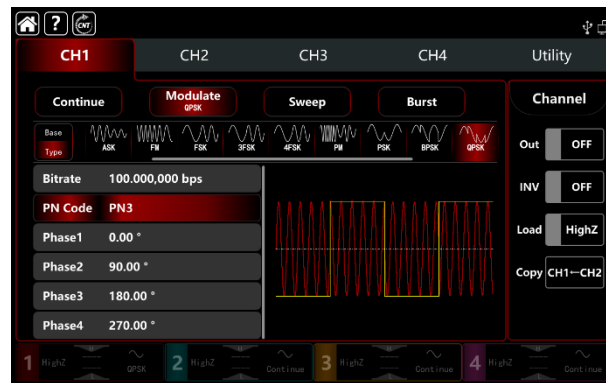 ? CNT
CH1 CH2 CH3 CH4 Utility
Continue Modulate QPSK Sweep Burst Channel
Base Type ASK FM FSK 3FSK 4FSK PM PSK BPSK QPSK
Out OFF
Bitrate 100.000,000 bps
INV OFF
PN Code PN3
Load HighZ
Phase1 0.00 °
Phase2 90.00 °
Copy CH1←CH2
Phase3 180.00 °
Phase4 270.00 °
1 HighZ QPSK 2 HighZ Continue 3 HighZ Continue 4 HighZ Continue